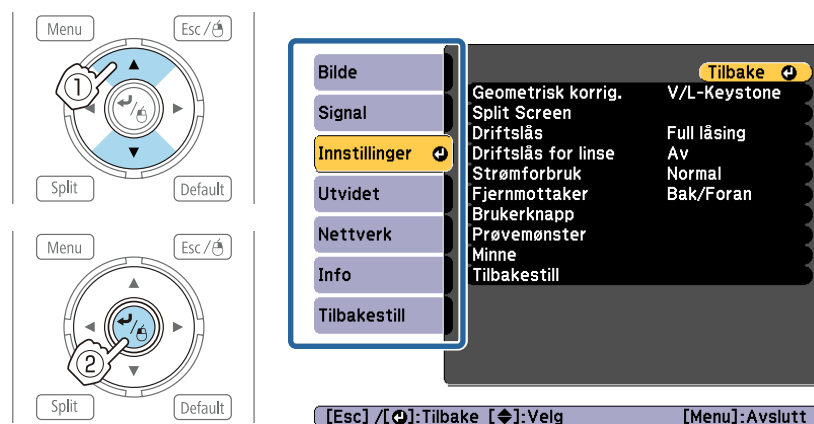 Menu
Esc/
1
Split
Default
Menu
Esc/
2
Split
Default
Bilde
Signal
Innstillinger
Utvidet
Nettverk
Info
Tilbakestill
Tilbake
Geometrisk korrig. V/L-Keystone
Split Screen
Driftslås Full låsing
Driftslås for linse Av
Strømforbruk Normal
Fjernmottaker Bak/Foran
Brukerknapp
Prøvemønster
Minne
Tilbakestill
[Esc] /[⏎]:Tilbake [◆]:Velg [Menu]:Avslutt